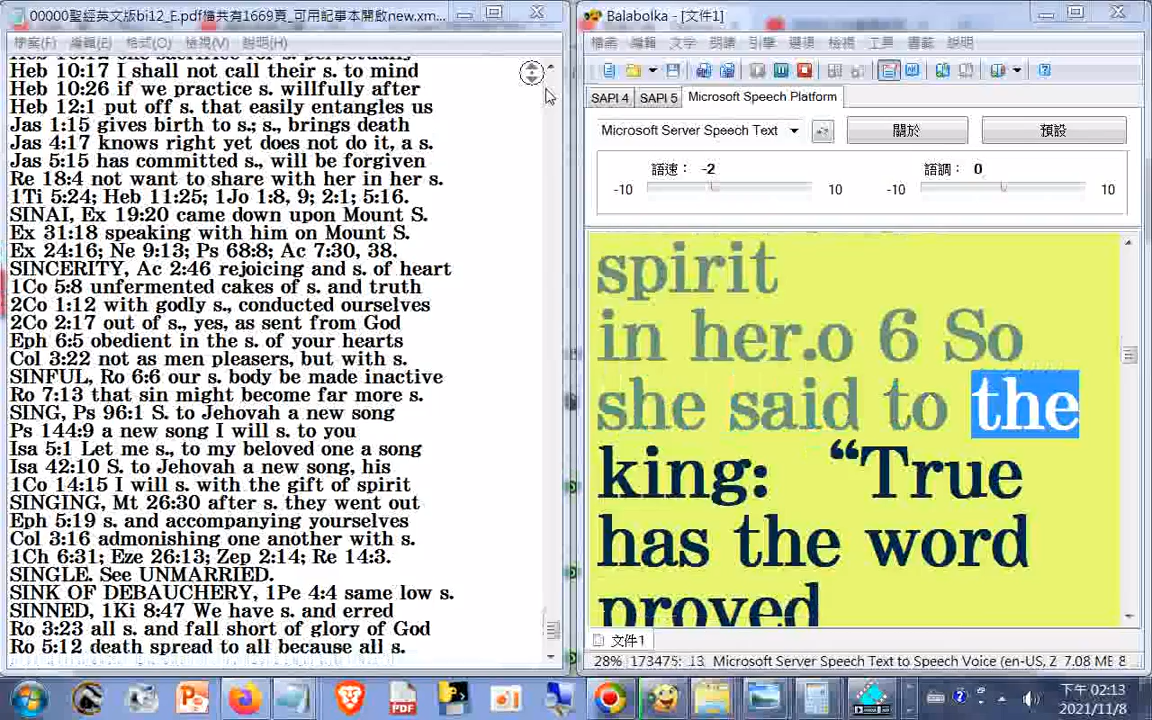 00000聖經英文版bi12_E.pdf檔共有1669頁_可用記事本開啟new.xm...
檔案(F) 編輯(E) 格式(O) 檢視(V) 說明(H)
Heb 10:17 I shall not call their s. to mind
Heb 10:26 if we practice s. willfully after
Heb 12:1 put off s. that easily entangles us
Jas 1:15 gives birth to s.; s., brings death
Jas 4:17 knows right yet does not do it, a s.
Jas 5:15 has committed s., will be forgiven
Re 18:4 not want to share with her in her s.
1Ti 5:24; Heb 11:25; 1Jo 1:8, 9; 2:1; 5:16.
SINAI, Ex 19:20 came down upon Mount S.
Ex 31:18 speaking with him on Mount S.
Ex 24:16; Ne 9:13; Ps 68:8; Ac 7:30, 38.
SINCERITY, Ac 2:46 rejoicing and s. of heart
1Co 5:8 unfermented cakes of s. and truth
2Co 1:12 with godly s., conducted ourselves
2Co 2:17 out of s., yes, as sent from God
Eph 6:5 obedient in the s. of your hearts
Col 3:22 not as men pleasers, but with s.
SINFUL, Ro 6:6 our s. body be made inactive
Ro 7:13 that sin might become far more s.
SING, Ps 96:1 S. to Jehovah a new song
Ps 144:9 a new song I will s. to you
Isa 5:1 Let me s., to my beloved one a song
Isa 42:10 S. to Jehovah a new song, his
1Co 14:15 I will s. with the gift of spirit
SINGING, Mt 26:30 after s. they went out
Eph 5:19 s. and accompanying yourselves
Col 3:16 admonishing one another with s.
1Ch 6:31; Eze 26:13; Zep 2:14; Re 14:3.
SINGLE. See UNMARRIED.
SINK OF DEBAUCHERY, 1Pe 4:4 same low s.
SINNED, 1Ki 8:47 We have s. and erred
Ro 3:23 all s. and fall short of glory of God
Ro 5:12 death spread to all because all s.
Balabolka - [文件1]
檔案 編輯 文字 朗讀 引擎 選項 檢視 工具 書籤 說明
SAPI 4 SAPI 5 Microsoft Speech Platform
Microsoft Server Speech Text 關於 預設
語速： -2 語調： 0
-10 10 -10 10
spirit
in her.o 6 So
she said to the
king: “True
has the word
proved
文件1
28% 173475: 13 Microsoft Server Speech Text to Speech Voice (en-US, Z 7.08 MB 8
PDF
下午 02:13
2021/11/8